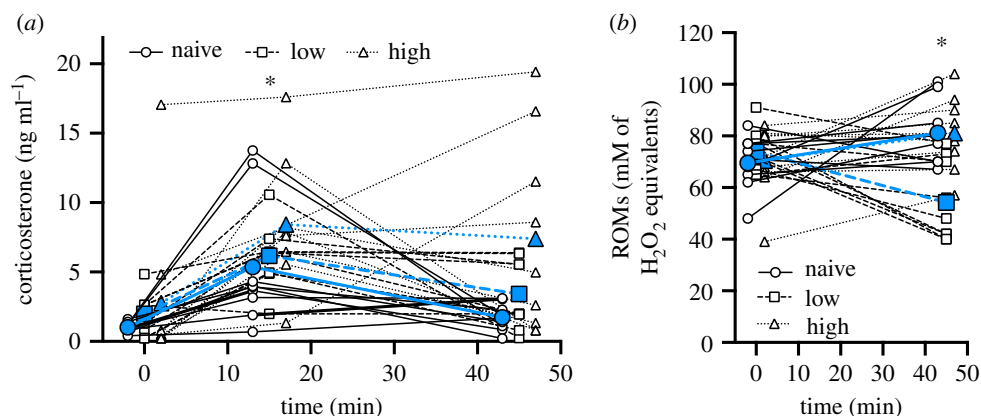 (a)
naive low high
*
corticosterone (ng ml⁻¹)
20
15
10
5
0
0 10 20 30 40 50
time (min)
(b)
*
ROMs (mM of
H₂O₂ equivalents)
120
100
80
60
40
20
0
naive
low
high
0 10 20 30 40 50
time (min)